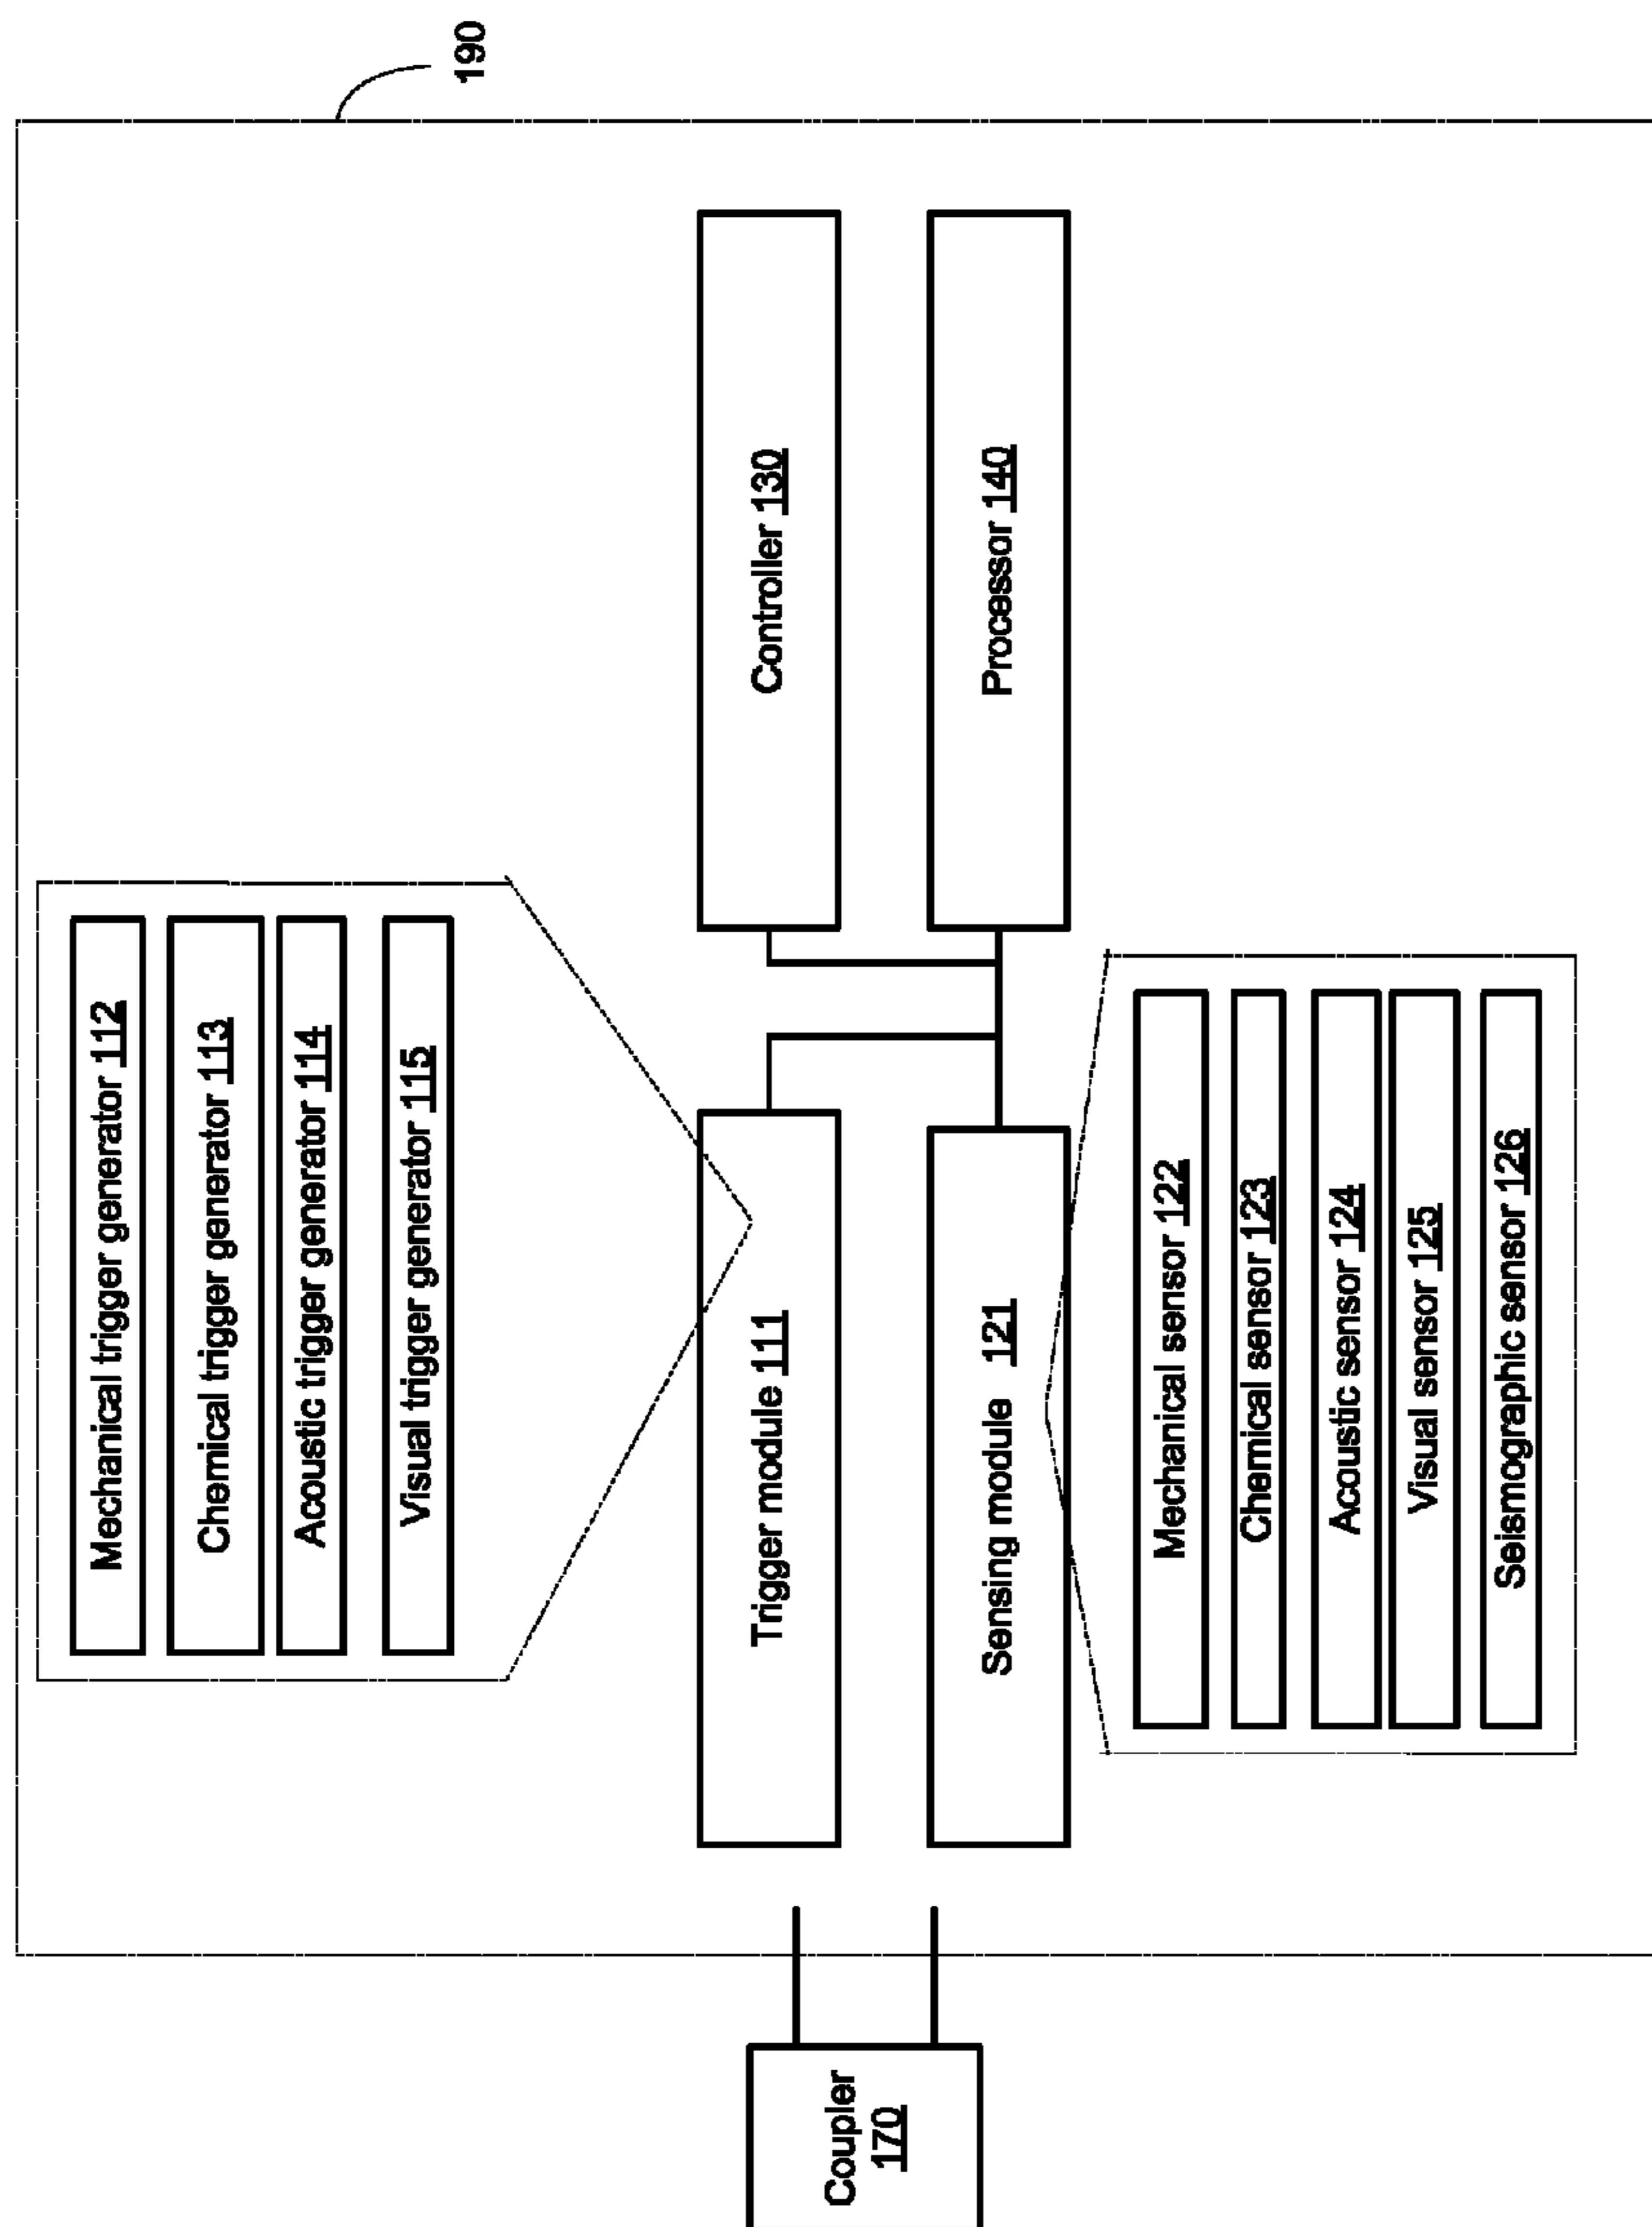 190
Mechanical trigger generator 112
Chemical trigger generator 113
Acoustic trigger generator 114
Visual trigger generator 115
Trigger module 111
Controller 130
Sensing module 121
Processor 140
Coupler
170
Mechanical sensor 122
Chemical sensor 123
Acoustic sensor 124
Visual sensor 125
Seismographic sensor 126